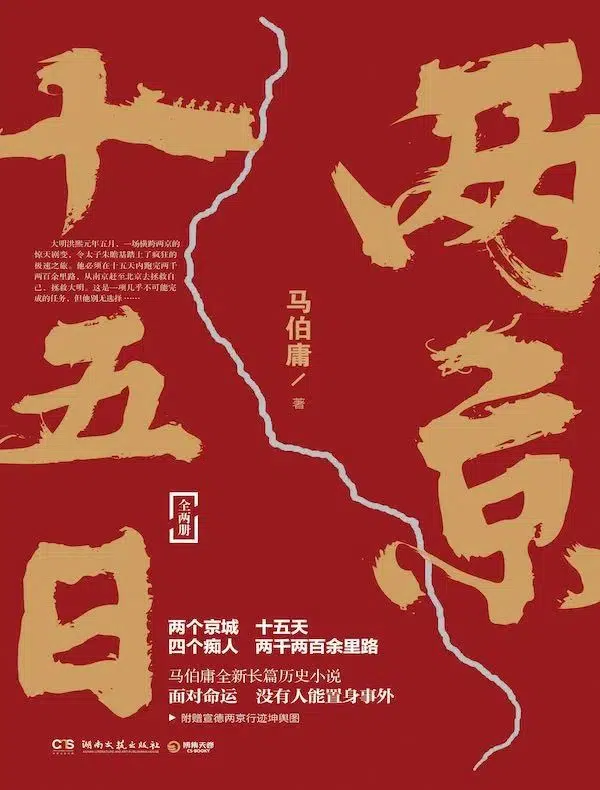 两京
十五日
大明洪熙元年五月，一场横跨两京的
惊天剧变，令太子朱瞻基踏上了疯狂的
极速之旅。他必须在十五天内跑完两千
两百余里路，从南京赶至北京去拯救自
己，拯救大明。这是一项几乎不可能完
成的任务，但他别无选择……
马伯庸／著
全两册
两个京城　十五天
四个痴人　两千两百余里路
马伯庸全新长篇历史小说
面对命运　没有人能置身事外
▶ 附赠宣德两京行迹坤舆图
CTS 湖南文艺出版社 博集天卷
CS-BOOKY